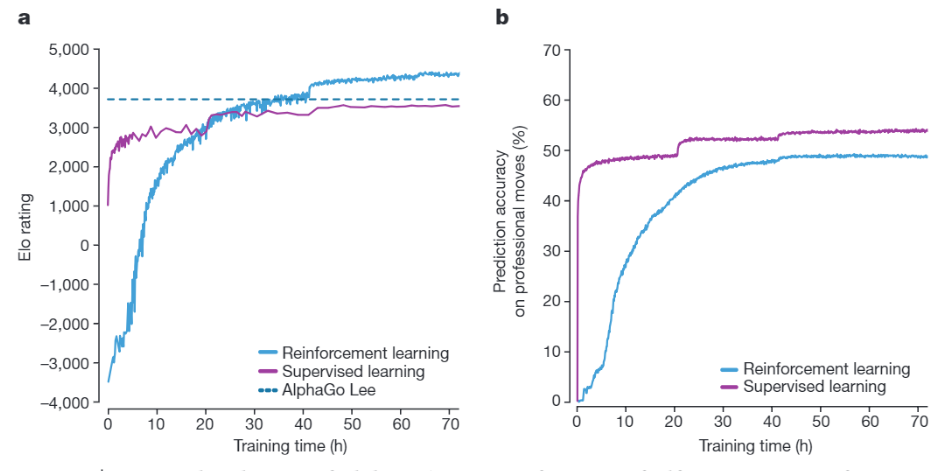 a
5,000
4,000
3,000
2,000
1,000
0
–1,000
–2,000
–3,000
–4,000
Elo rating
0 10 20 30 40 50 60 70
Training time (h)
Reinforcement learning
Supervised learning
AlphaGo Lee
b
70
60
50
40
30
20
10
0
Prediction accuracy
on professional moves (%)
0 10 20 30 40 50 60 70
Training time (h)
Reinforcement learning
Supervised learning